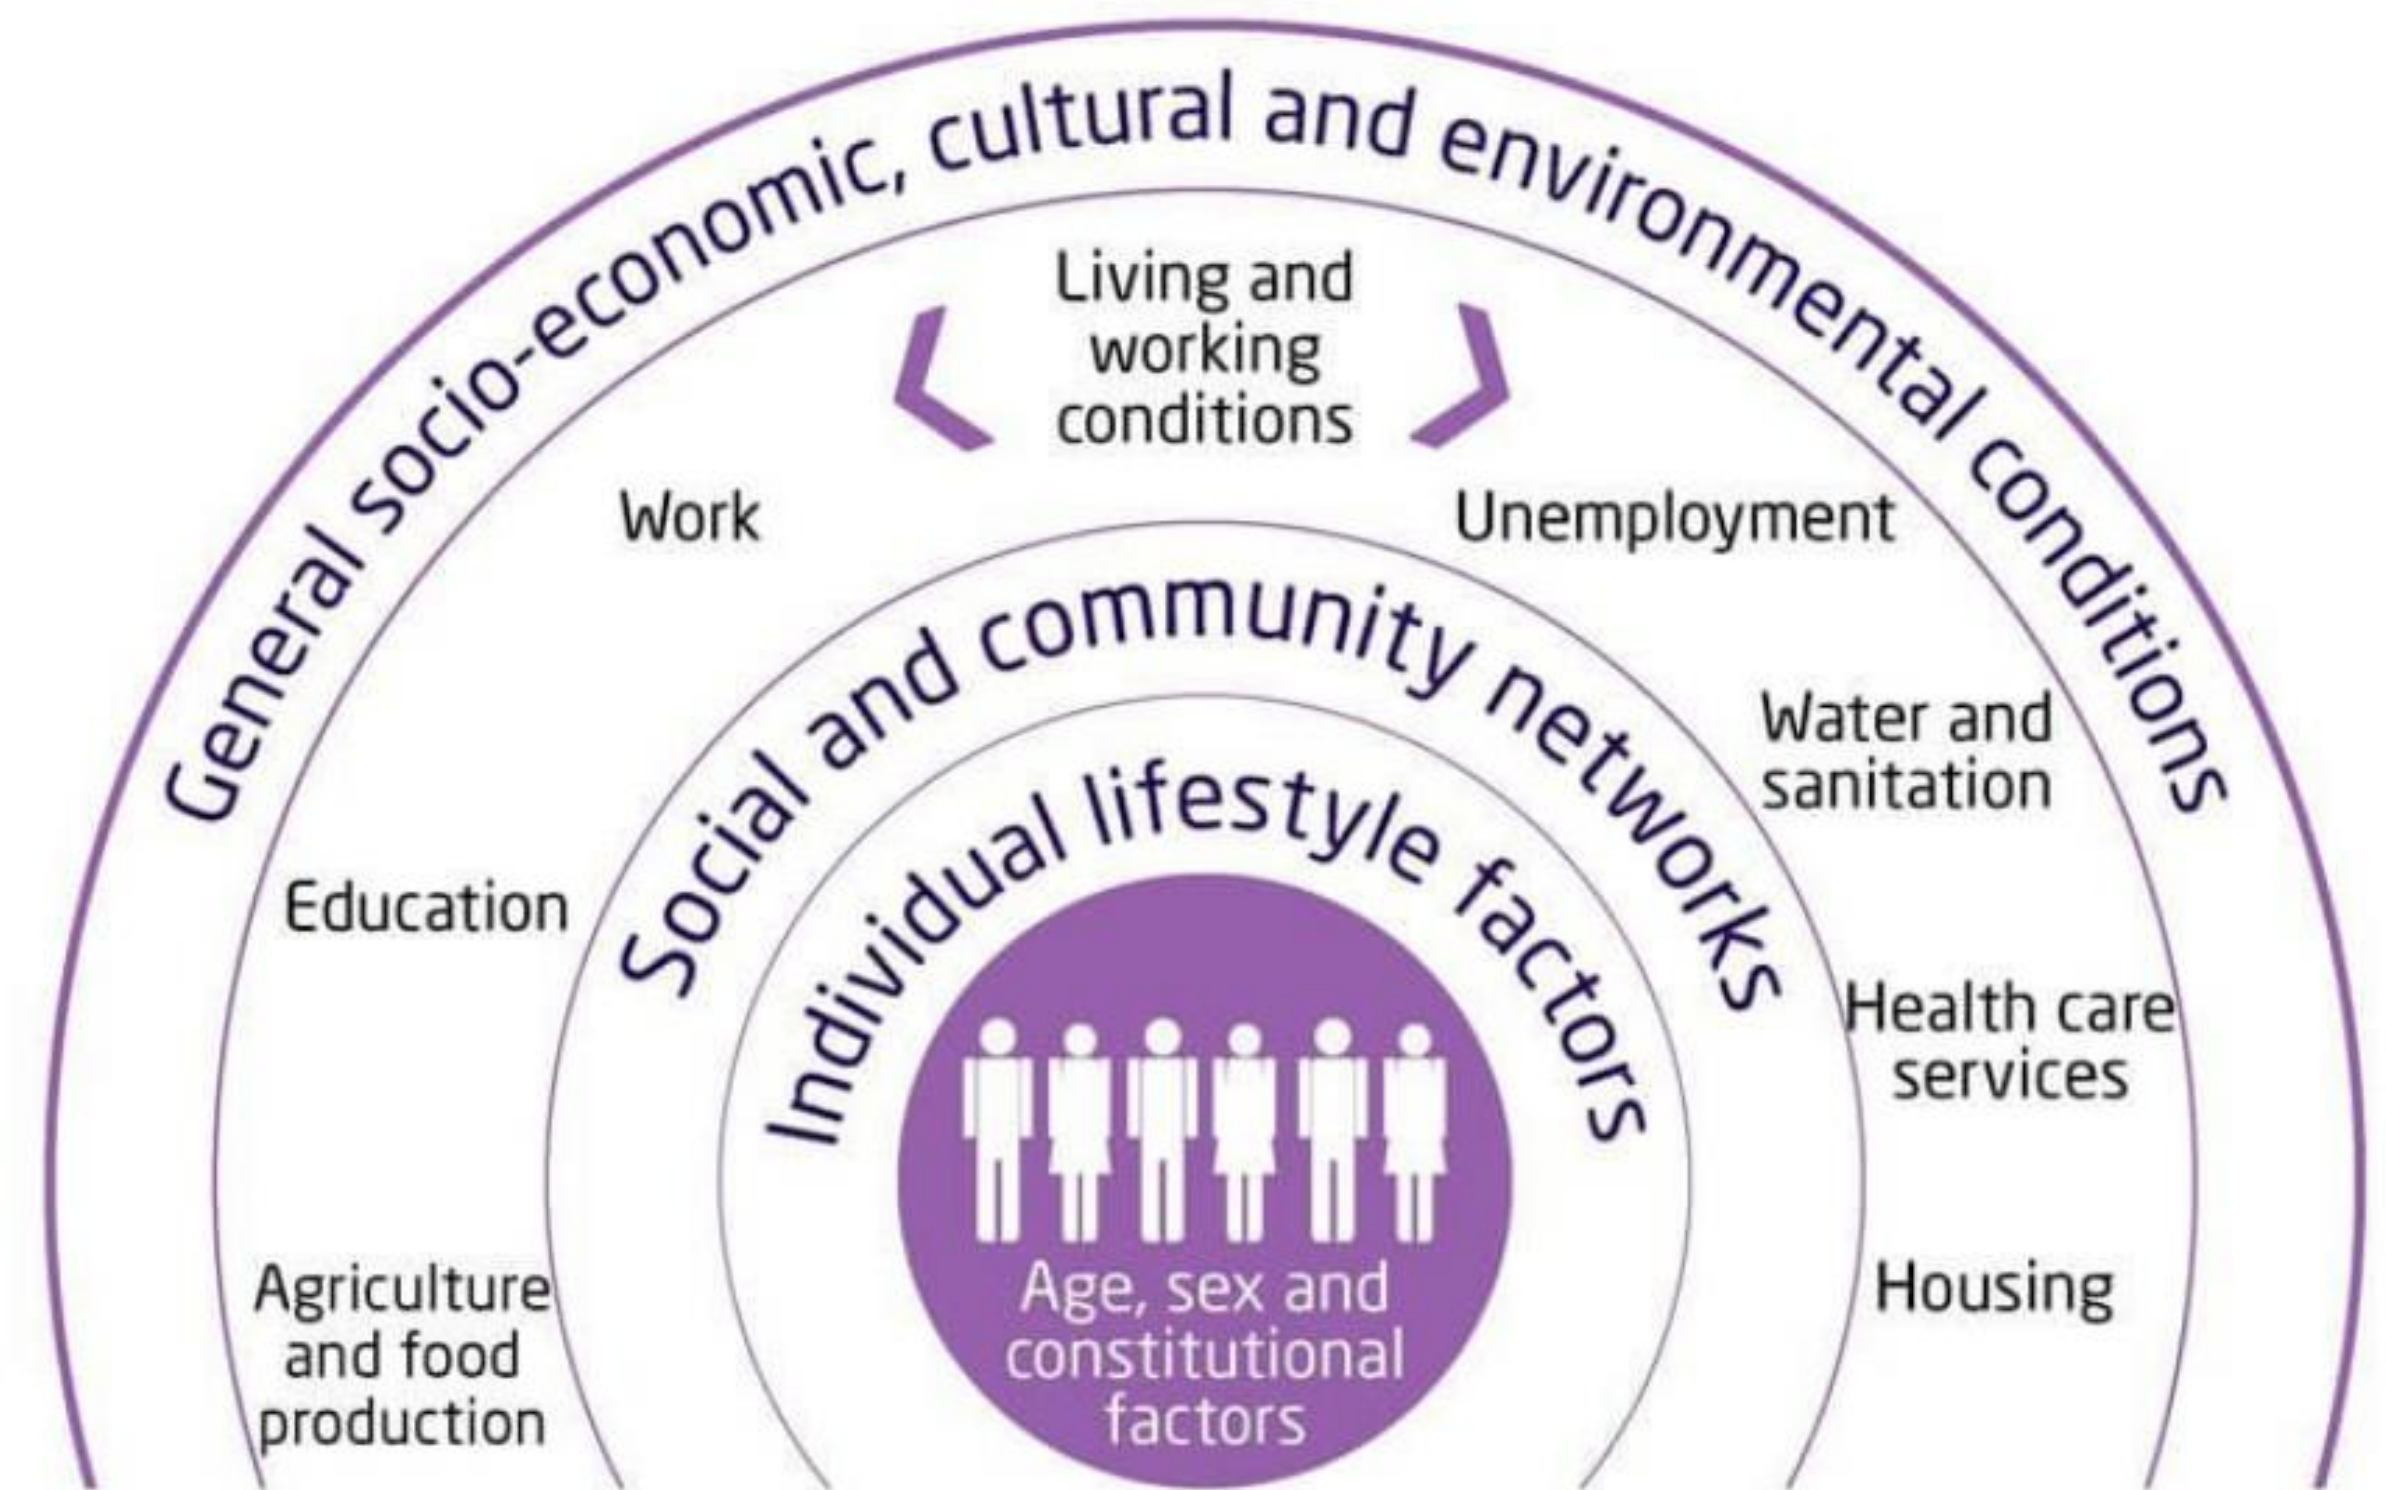 General socio-economic, cultural and environmental conditions
Living and
working
conditions
Work
Unemployment
Social and community networks
Water and
sanitation
Individual lifestyle factors
Education
Health care
services
Agriculture
and food
production
Housing
Age, sex and
constitutional
factors